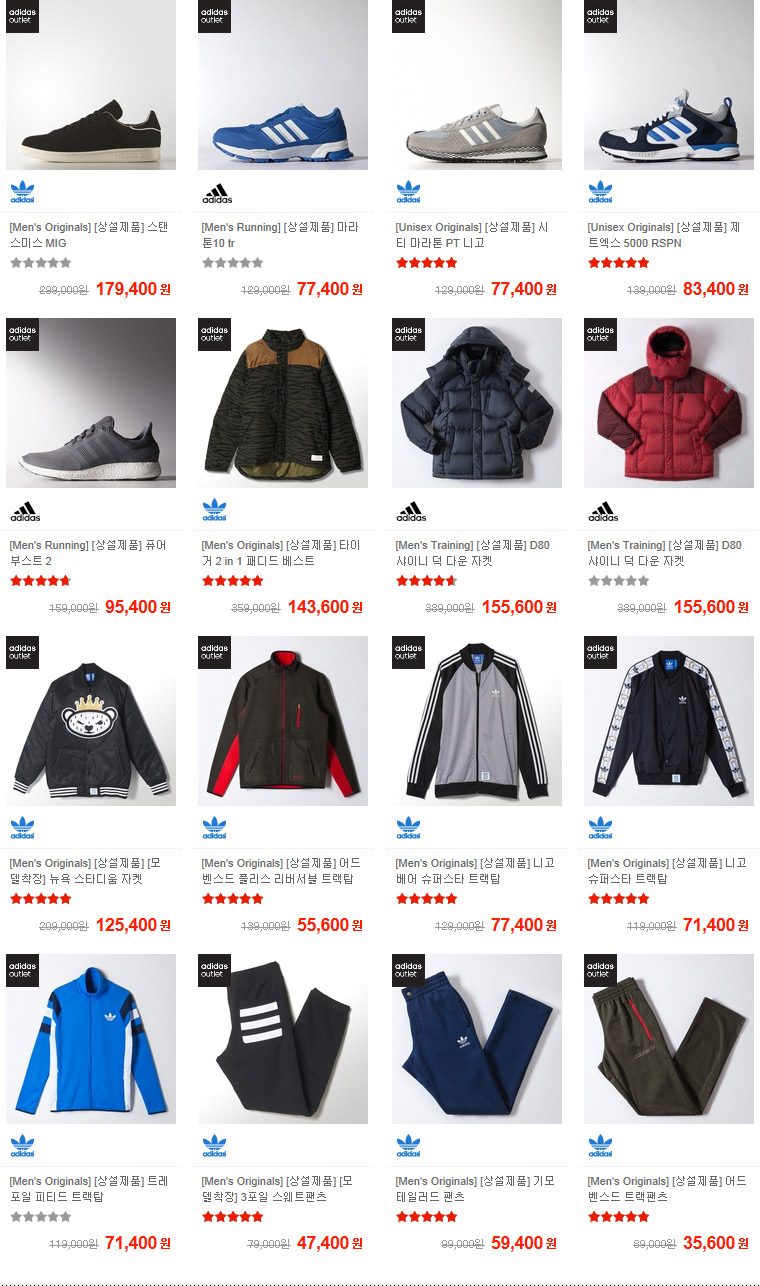 adidas outlet
adidas outlet
adidas outlet
adidas outlet
adidas
adidas
adidas
adidas
[Men's Originals] [상설제품] 스탠
스미스 MIG
299,000원 179,400 원
[Men's Running] [상설제품] 마라
톤10 tr
129,000원 77,400 원
[Unisex Originals] [상설제품] 시
티 마라톤 PT 니고
129,000원 77,400 원
[Unisex Originals] [상설제품] 제
트엑스 5000 RSPN
139,000원 83,400 원
adidas outlet
adidas outlet
adidas outlet
adidas outlet
adidas
adidas
adidas
adidas
[Men's Running] [상설제품] 퓨어
부스트 2
159,000원 95,400 원
[Men's Originals] [상설제품] 타이
거 2 in 1 패디드 베스트
359,000원 143,600 원
[Men's Training] [상설제품] D80
샤이니 덕 다운 자켓
389,000원 155,600 원
[Men's Training] [상설제품] D80
샤이니 덕 다운 자켓
389,000원 155,600 원
adidas outlet
adidas outlet
adidas outlet
adidas outlet
adidas
adidas
adidas
adidas
[Men's Originals] [상설제품] [모
델착장] 뉴욕 스타디움 자켓
209,000원 125,400 원
[Men's Originals] [상설제품] 어드
벤스드 플리스 리버서블 트랙탑
139,000원 55,600 원
[Men's Originals] [상설제품] 니고
베어 슈퍼스타 트랙탑
129,000원 77,400 원
[Men's Originals] [상설제품] 니고
슈퍼스타 트랙탑
119,000원 71,400 원
adidas outlet
adidas outlet
adidas outlet
adidas outlet
adidas
adidas
adidas
adidas
[Men's Originals] [상설제품] 트레
포일 피티드 트랙탑
119,000원 71,400 원
[Men's Originals] [상설제품] [모
델착장] 3포일 스웨트팬츠
79,000원 47,400 원
[Men's Originals] [상설제품] 기모
테일러드 팬츠
99,000원 59,400 원
[Men's Originals] [상설제품] 어드
벤스드 트랙팬츠
89,000원 35,600 원